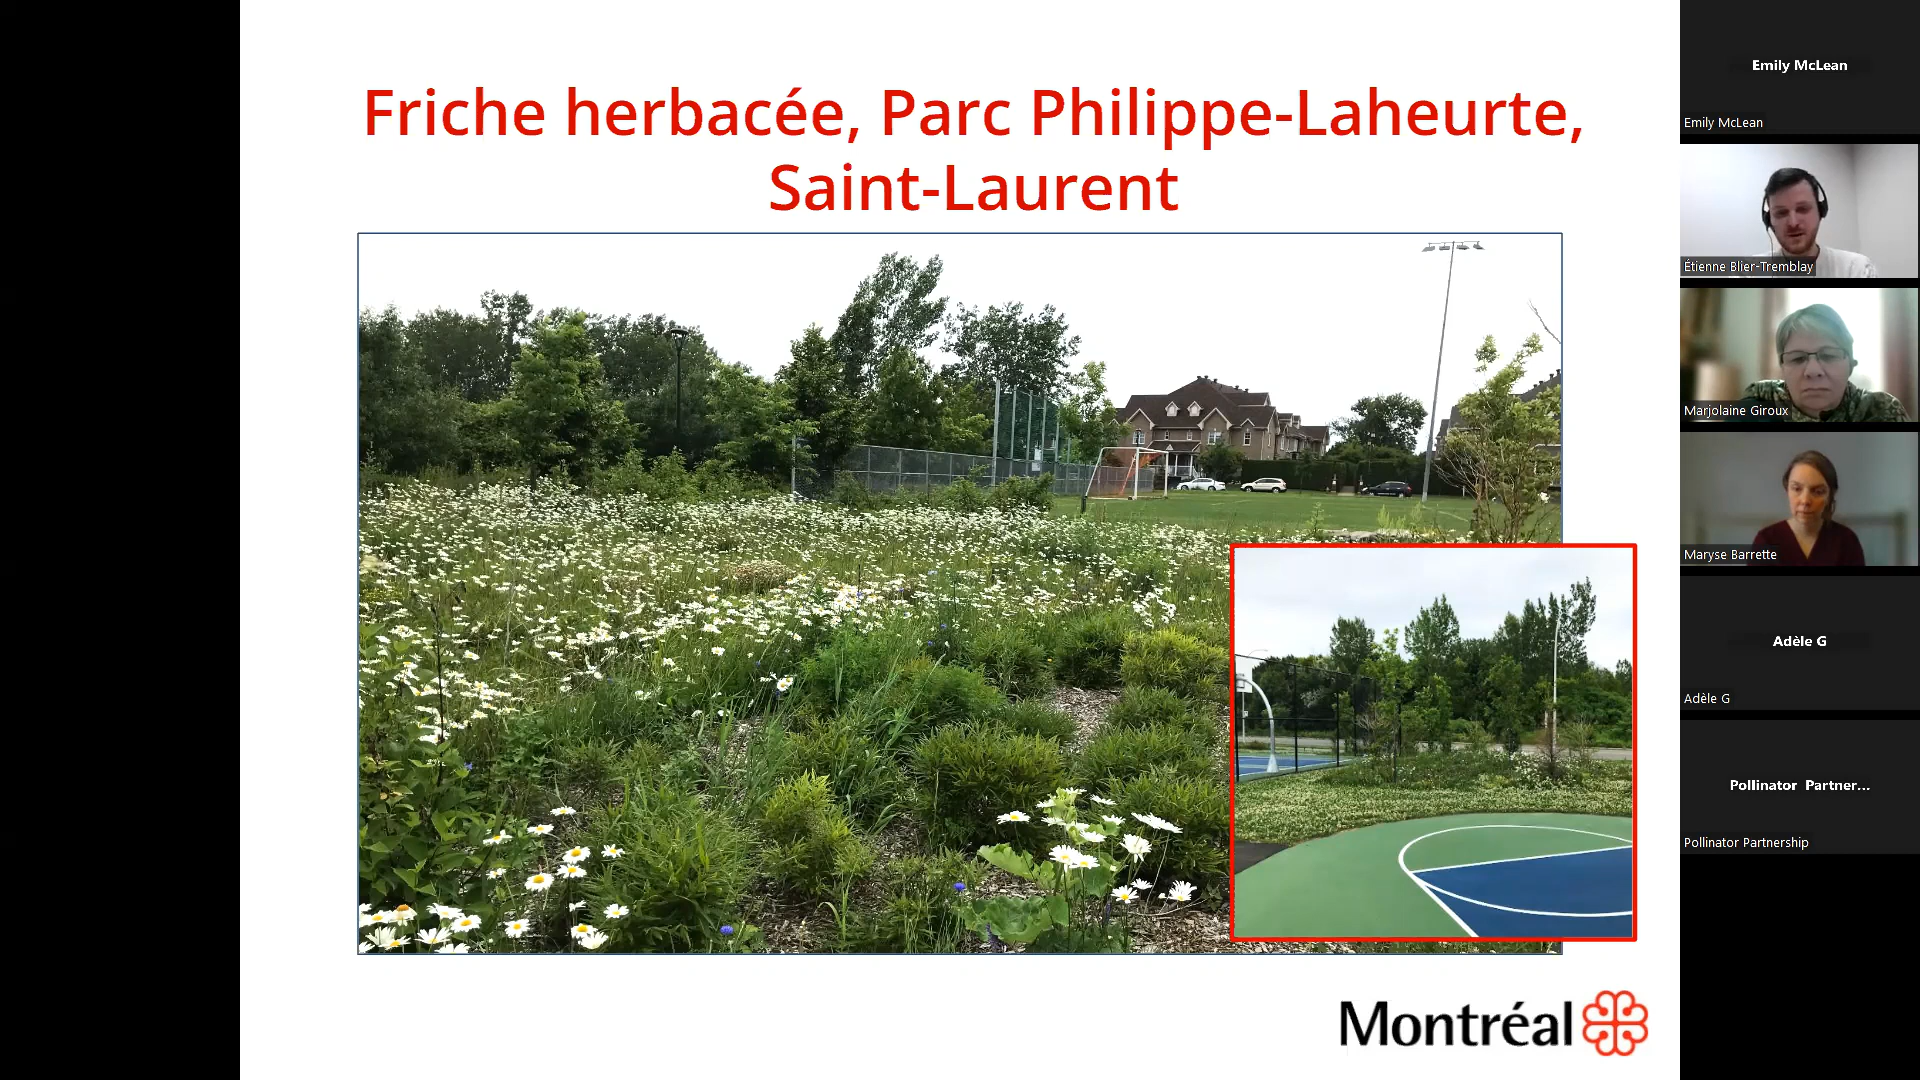 Friche herbacée, Parc Philippe-Laheurte,
Saint-Laurent
Montréal
Emily McLean
Emily McLean
Étienne Blier-Tremblay
Marjolaine Giroux
Maryse Barrette
Adèle G
Adèle G
Pollinator Partner...
Pollinator Partnership